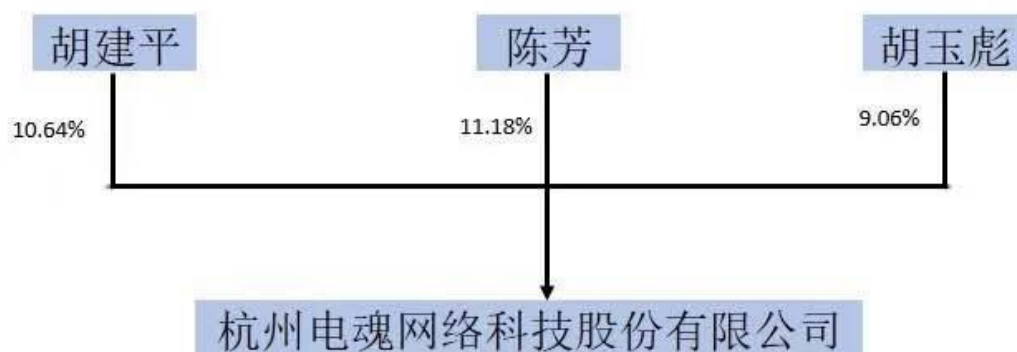 胡建平
陈芳
胡玉彪
10.64%
11.18%
9.06%
杭州电魂网络科技股份有限公司